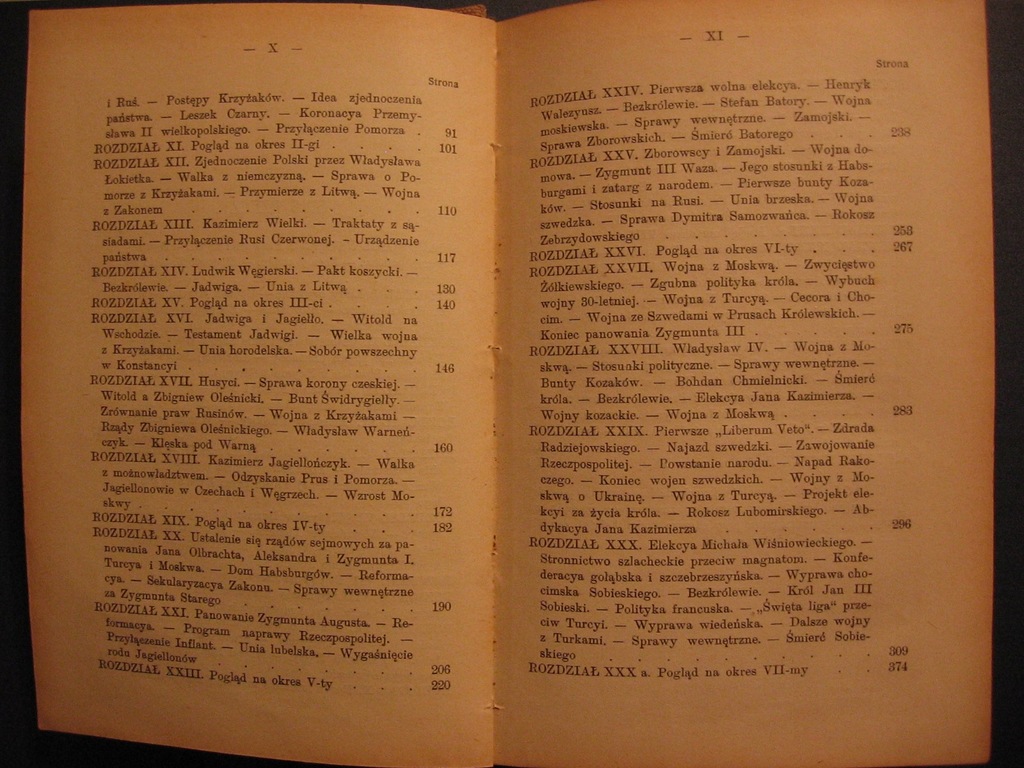 — X —
Strona
i Ruś. — Postępy Krzyżaków. — Idea zjednoczenia
państwa. — Leszek Czarny. — Koronacya Przemy-
sława II wielkopolskiego. — Przyłączenie Pomorza . 91
ROZDZIAŁ XI. Pogląd na okres II-gi . . . . . 101
ROZDZIAŁ XII. Zjednoczenie Polski przez Władysława
Łokietka. — Walka z niemczyzną. — Sprawa o Po-
morze z Krzyżakami. — Przymierze z Litwą. — Wojna
z Zakonem . . . . . . . . . 110
ROZDZIAŁ XIII. Kazimierz Wielki. — Traktaty z są-
siadami. — Przyłączenie Rusi Czerwonej. - Urządzenie
państwa . . . . . . . . . . 117
ROZDZIAŁ XIV. Ludwik Węgierski. — Pakt koszycki. —
Bezkrólewie. — Jadwiga. — Unia z Litwą . . . . 130
ROZDZIAŁ XV. Pogląd na okres III-ci . . . . . 140
ROZDZIAŁ XVI. Jadwiga i Jagiełło. — Witold na
Wschodzie. — Testament Jadwigi. — Wielka wojna
z Krzyżakami. — Unia horodelska. — Sobór powszechny
w Konstancyi . . . . . . . . . 146
ROZDZIAŁ XVII. Husyci. — Sprawa korony czeskiej. —
Witold a Zbigniew Oleśnicki. — Bunt Świdrygiełły. —
Zrównanie praw Rusinów. — Wojna z Krzyżakami —
Rządy Zbigniewa Oleśnickiego. — Władysław Warneń-
czyk. — Klęska pod Warną . . . . . . 160
ROZDZIAŁ XVIII. Kazimierz Jagiellończyk. — Walka
z możnowładztwem. — Odzyskanie Prus i Pomorza. —
Jagiellonowie w Czechach i Węgrzech. — Wzrost Mo-
skwy . . . . . . . . . . . 172
ROZDZIAŁ XIX. Pogląd na okres IV-ty . . . . 182
ROZDZIAŁ XX. Ustalenie się rządów sejmowych za pa-
nowania Jana Olbrachta, Aleksandra i Zygmunta I.
Turcya i Moskwa. — Dom Habsburgów. — Reforma-
cya. — Sekularyzacya Zakonu. — Sprawy wewnętrzne
za Zygmunta Starego . . . . . . . 190
ROZDZIAŁ XXI. Panowanie Zygmunta Augusta. — Re-
formacya. — Program naprawy Rzeczpospolitej. —
Przyłączenie Inflant. — Unia lubelska. — Wygaśnięcie
rodu Jagiellonów . . . . . . . . 206
ROZDZIAŁ XXIII. Pogląd na okres V-ty . . . 220
— XI —
Strona
ROZDZIAŁ XXIV. Pierwsza wolna elekcya. — Henryk
Walezyusz. — Bezkrólewie. — Stefan Batory. — Wojna
moskiewska. — Sprawy wewnętrzne. — Zamojski. —
Sprawa Zborowskich. — Śmierć Batorego . . . . 238
ROZDZIAŁ XXV. Zborowscy i Zamojski. — Wojna do-
mowa. — Zygmunt III Waza. — Jego stosunki z Habs-
burgami i zatarg z narodem. — Pierwsze bunty Koza-
ków. — Stosunki na Rusi. — Unia brzeska. — Wojna
szwedzka. — Sprawa Dymitra Samozwańca. — Rokosz
Zebrzydowskiego . . . . . . . . 253
ROZDZIAŁ XXVI. Pogląd na okres VI-ty . . . 267
ROZDZIAŁ XXVII. Wojna z Moskwą. — Zwycięstwo
Żółkiewskiego. — Zgubna polityka króla. — Wybuch
wojny 30-letniej. — Wojna z Turcyą. — Cecora i Cho-
cim. — Wojna ze Szwedami w Prusach Królewskich. —
Koniec panowania Zygmunta III . . . . . . 275
ROZDZIAŁ XXVIII. Władysław IV. — Wojna z Mo-
skwą. — Stosunki polityczne. — Sprawy wewnętrzne. —
Bunty Kozaków. — Bohdan Chmielnicki. — Śmierć
króla. — Bezkrólewie. — Elekcya Jana Kazimierza. —
Wojny kozackie. — Wojna z Moskwą . . . . . 283
ROZDZIAŁ XXIX. Pierwsze „Liberum Veto“. — Zdrada
Radziejowskiego. — Najazd szwedzki. — Zawojowanie
Rzeczpospolitej. — Powstanie narodu. — Napad Rako-
czego. — Koniec wojen szwedzkich. — Wojny z Mo-
skwą o Ukrainę. — Wojna z Turcyą. — Projekt ele-
kcyi za życia króla. — Rokosz Lubomirskiego. — Ab-
dykacya Jana Kazimierza . . . . . . 296
ROZDZIAŁ XXX. Elekcya Michała Wiśniowieckiego. —
Stronnictwo szlacheckie przeciw magnatom. — Konfe-
deracya gołąbska i szczebrzeszyńska. — Wyprawa cho-
cimska Sobieskiego. — Bezkrólewie. — Król Jan III
Sobieski. — Polityka francuska. — „Święta liga“ prze-
ciw Turcyi. — Wyprawa wiedeńska. — Dalsze wojny
z Turkami. — Sprawy wewnętrzne. — Śmierć Sobie-
skiego . . . . . . . . . . 309
ROZDZIAŁ XXX a. Pogląd na okres VII-my . . 374